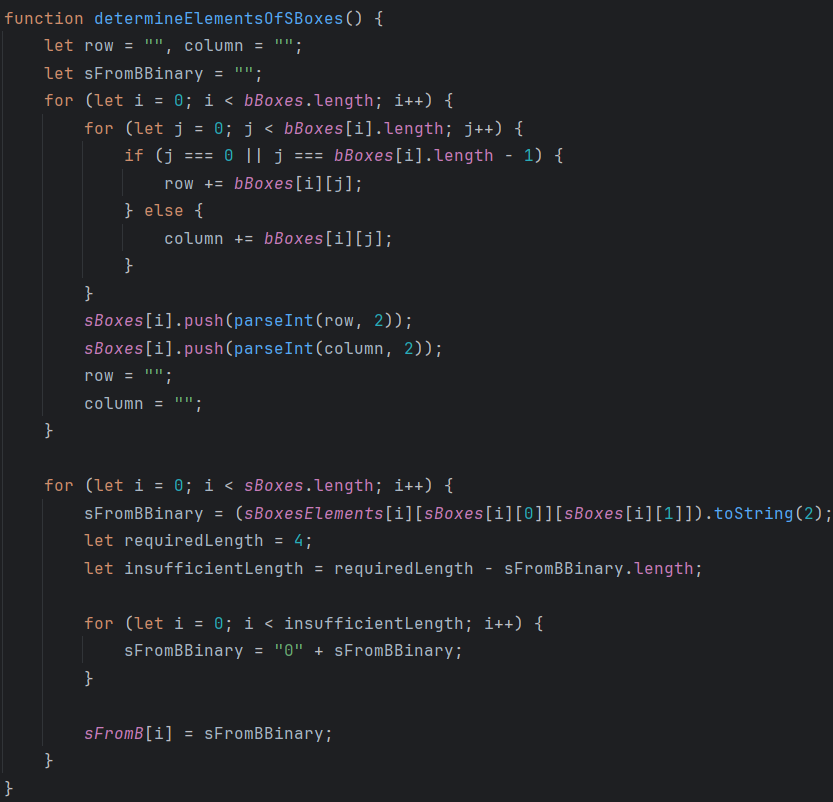 function determineElementsOfSBoxes() {
    let row = "", column = "";
    let sFromBBinary = "";
    for (let i = 0; i < bBoxes.length; i++) {
        for (let j = 0; j < bBoxes[i].length; j++) {
            if (j === 0 || j === bBoxes[i].length - 1) {
                row += bBoxes[i][j];
            } else {
                column += bBoxes[i][j];
            }
        }
        sBoxes[i].push(parseInt(row, 2));
        sBoxes[i].push(parseInt(column, 2));
        row = "";
        column = "";
    }

    for (let i = 0; i < sBoxes.length; i++) {
        sFromBBinary = (sBoxesElements[i][sBoxes[i][0]][sBoxes[i][1]]).toString(2);
        let requiredLength = 4;
        let insufficientLength = requiredLength - sFromBBinary.length;

        for (let i = 0; i < insufficientLength; i++) {
            sFromBBinary = "0" + sFromBBinary;
        }

        sFromB[i] = sFromBBinary;
    }
}